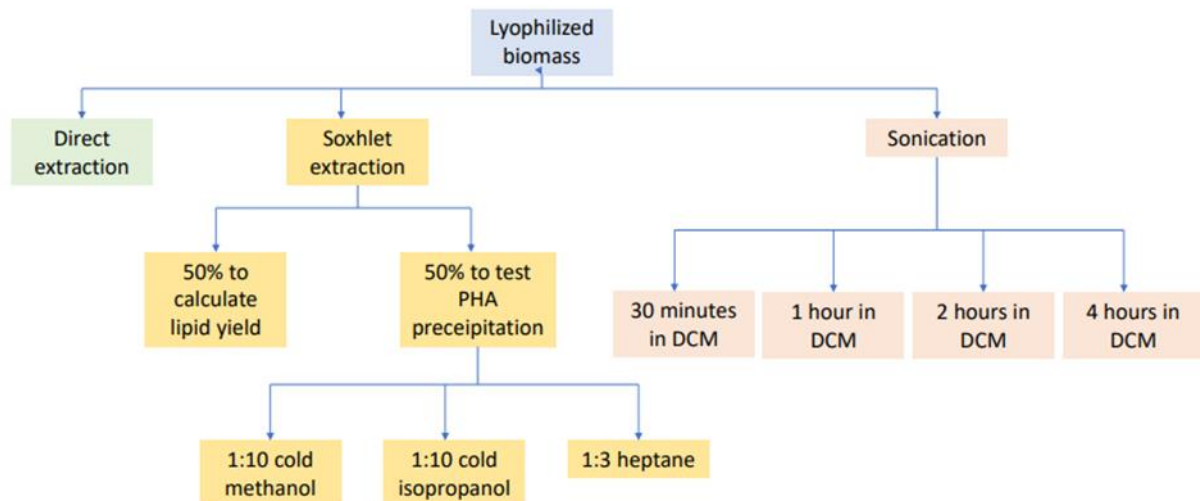 Lyophilized
biomass
Direct
extraction
Soxhlet
extraction
Sonication
50% to
calculate
lipid yield
50% to test
PHA
preceipitation
30 minutes
in DCM
1 hour in
DCM
2 hours in
DCM
4 hours in
DCM
1:10 cold
methanol
1:10 cold
isopropanol
1:3 heptane